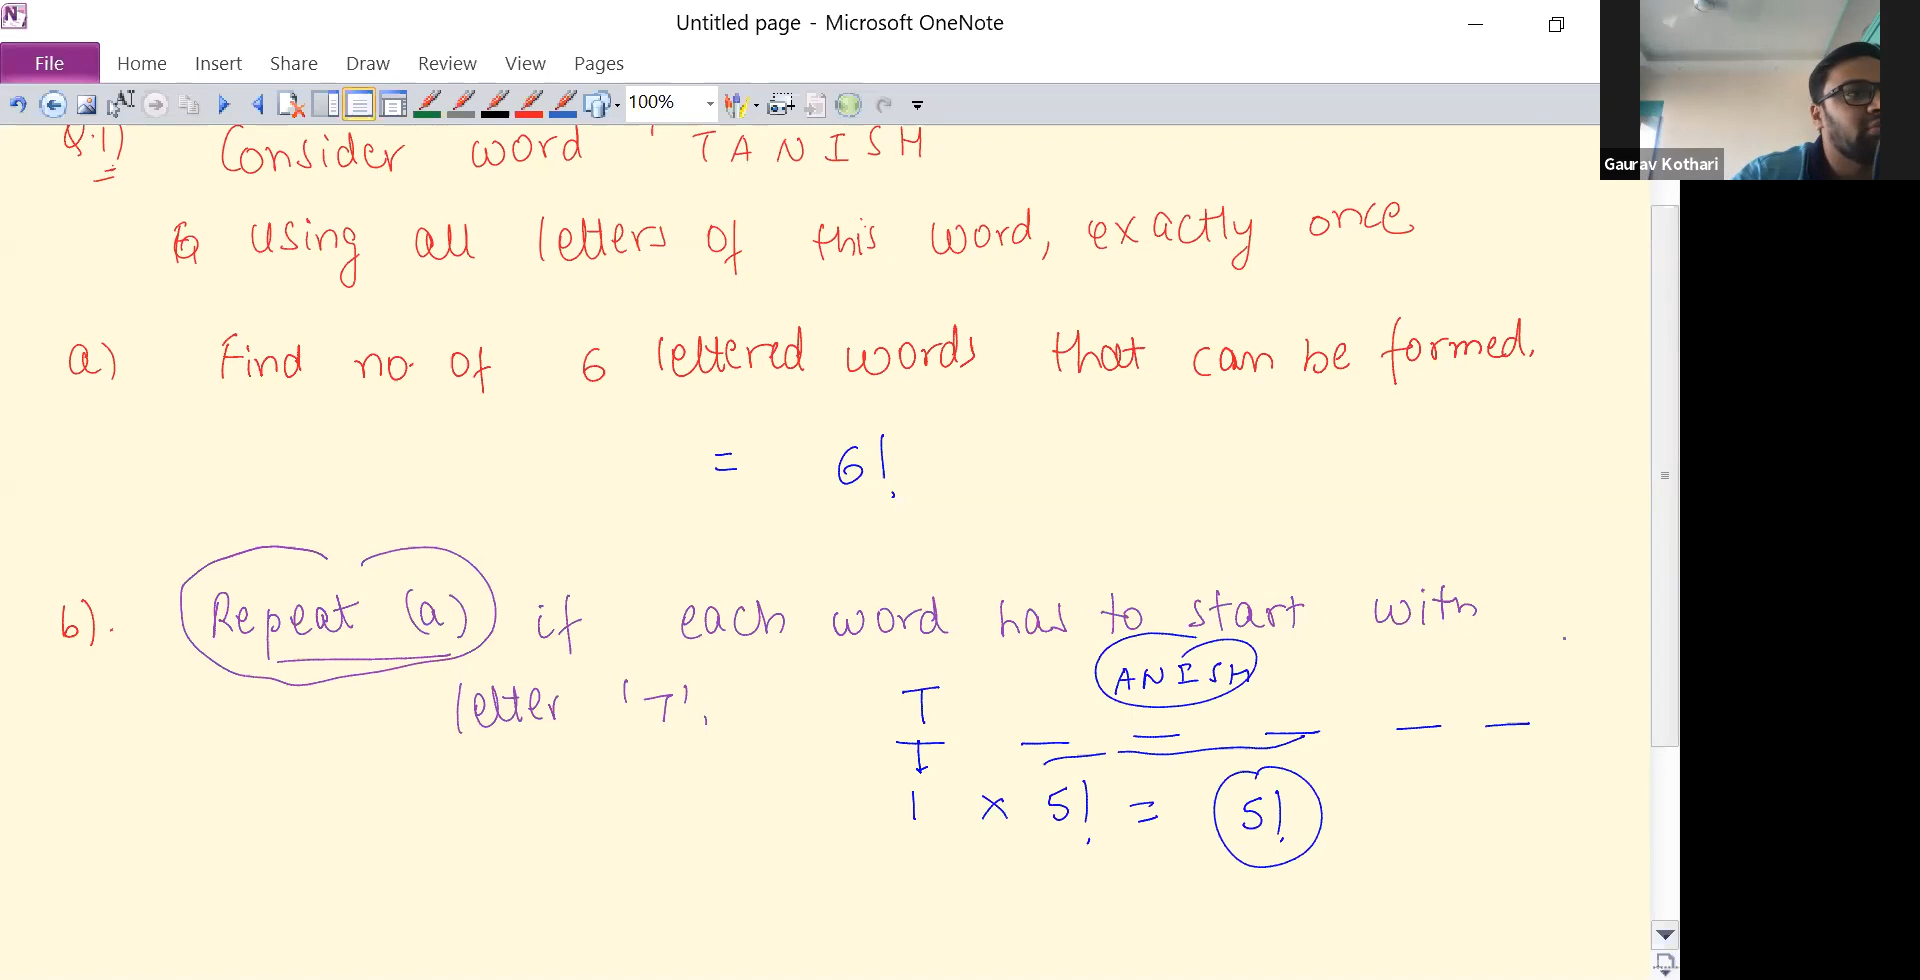 Untitled page - Microsoft OneNote
File Home Insert Share Draw Review View Pages
100%
Gaurav Kothari
Q.1) Consider word ' TANISH
using all letters of this word, exactly once
a) Find no. of 6 lettered words that can be formed.
= 6!
b). Repeat (a) if each word has to start with
letter 'T'.
ANISH
T
1 × 5! = 5!